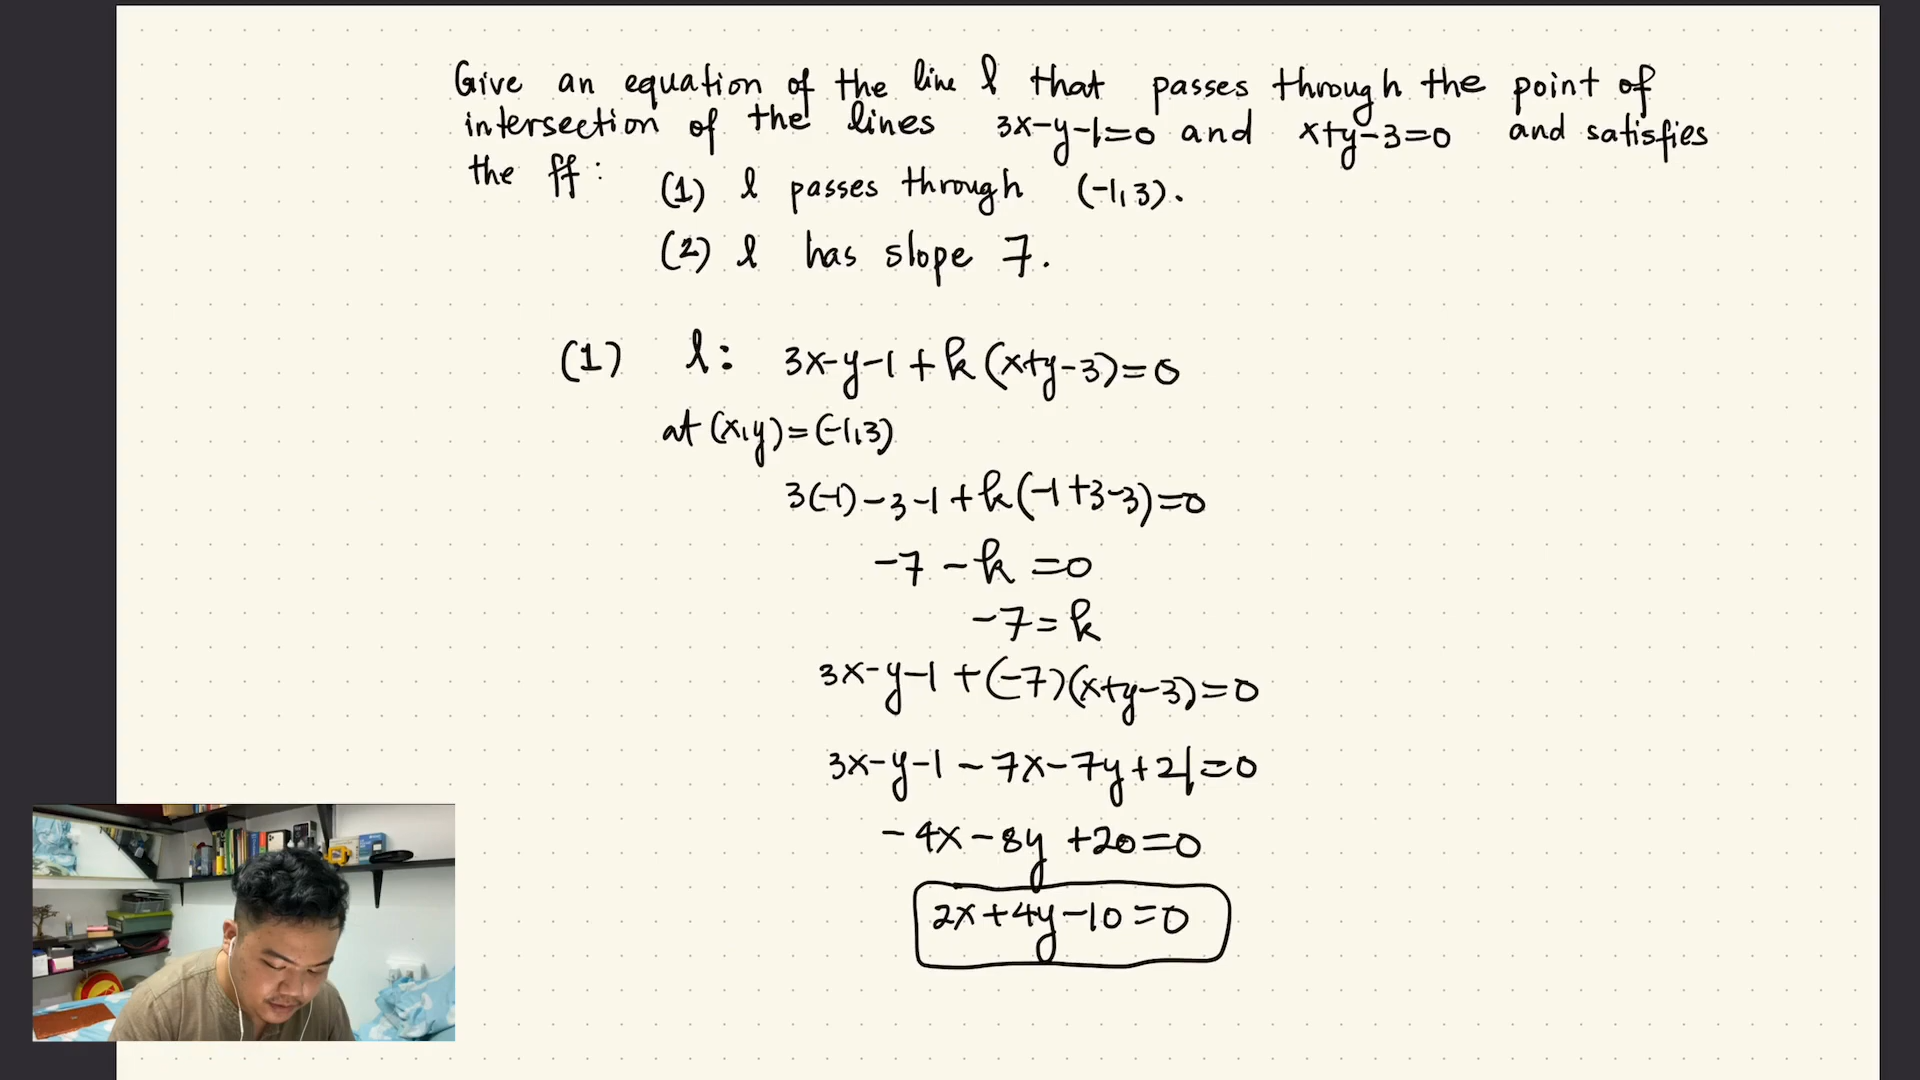 Give an equation of the line l that passes through the point of
intersection of the lines 3x-y-1=0 and x+y-3=0 and satisfies
the ff:
(1) l passes through (-1,3).
(2) l has slope 7.
(1) l: 3x-y-1+k(x+y-3)=0
at (x,y)=(-1,3)
3(-1)-3-1+k(-1+3-3)=0
-7-k=0
-7=k
3x-y-1+(-7)(x+y-3)=0
3x-y-1-7x-7y+21=0
-4x-8y+20=0
2x+4y-10=0